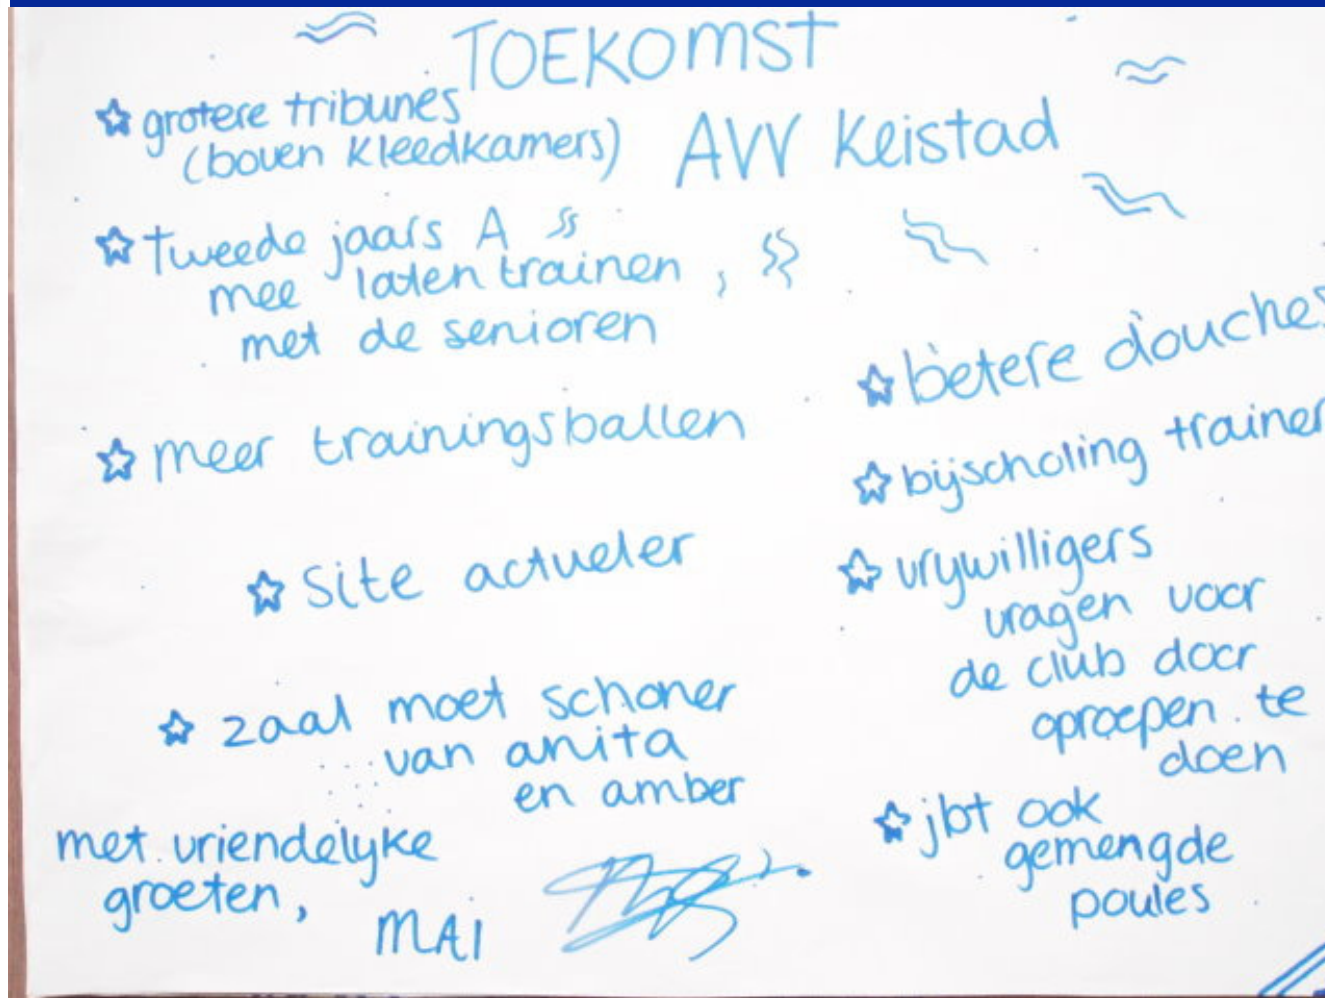 TOEKOMST
AVV Keistad
grotere tribunes
(boven kleedkamers)
tweede jaars A
mee laten trainen,
met de senioren
meer trainingsballen
site actueler
zaal moet schoner
van anita
en amber
betere douches
bijscholing trainer
vrywilligers
vragen voor
de club door
oproepen te
doen
jbt ook
gemengde
poules
met vriendelyke
groeten,
MA1